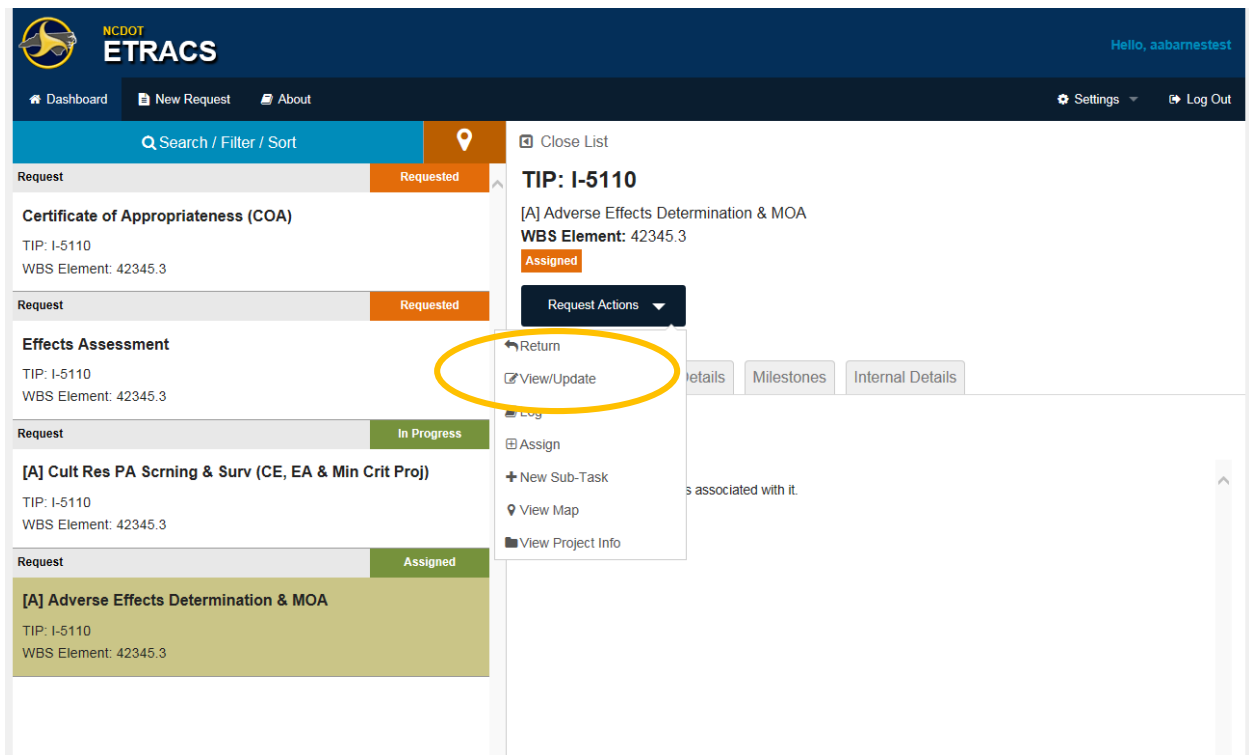 NCDOT
ETRACS
Hello, aabarnestest
Dashboard New Request About Settings Log Out
Search / Filter / Sort
Request Requested
Certificate of Appropriateness (COA)
TIP: I-5110
WBS Element: 42345.3
Request Requested
Effects Assessment
TIP: I-5110
WBS Element: 42345.3
Request In Progress
[A] Cult Res PA Scrning & Surv (CE, EA & Min Crit Proj)
TIP: I-5110
WBS Element: 42345.3
Request Assigned
[A] Adverse Effects Determination & MOA
TIP: I-5110
WBS Element: 42345.3
Close List
TIP: I-5110
[A] Adverse Effects Determination & MOA
WBS Element: 42345.3
Assigned
Request Actions
Return
View/Update
Log
Assign
New Sub-Task
View Map
View Project Info
Details Milestones Internal Details
s associated with it.